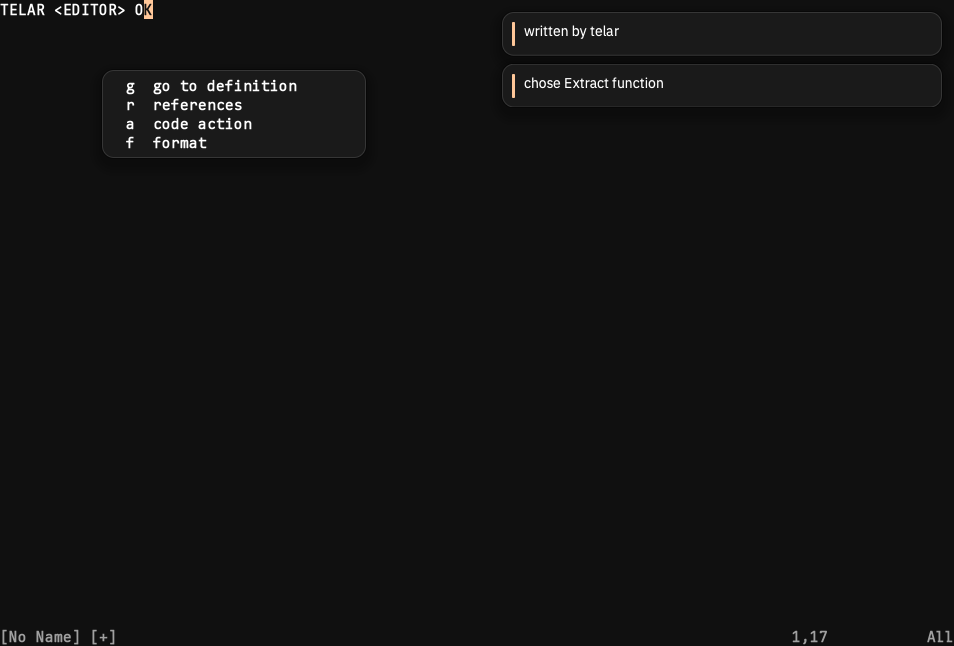 TELAR <EDITOR> OK
written by telar
chose Extract function
g go to definition
r references
a code action
f format
[No Name] [+] 1,17 All